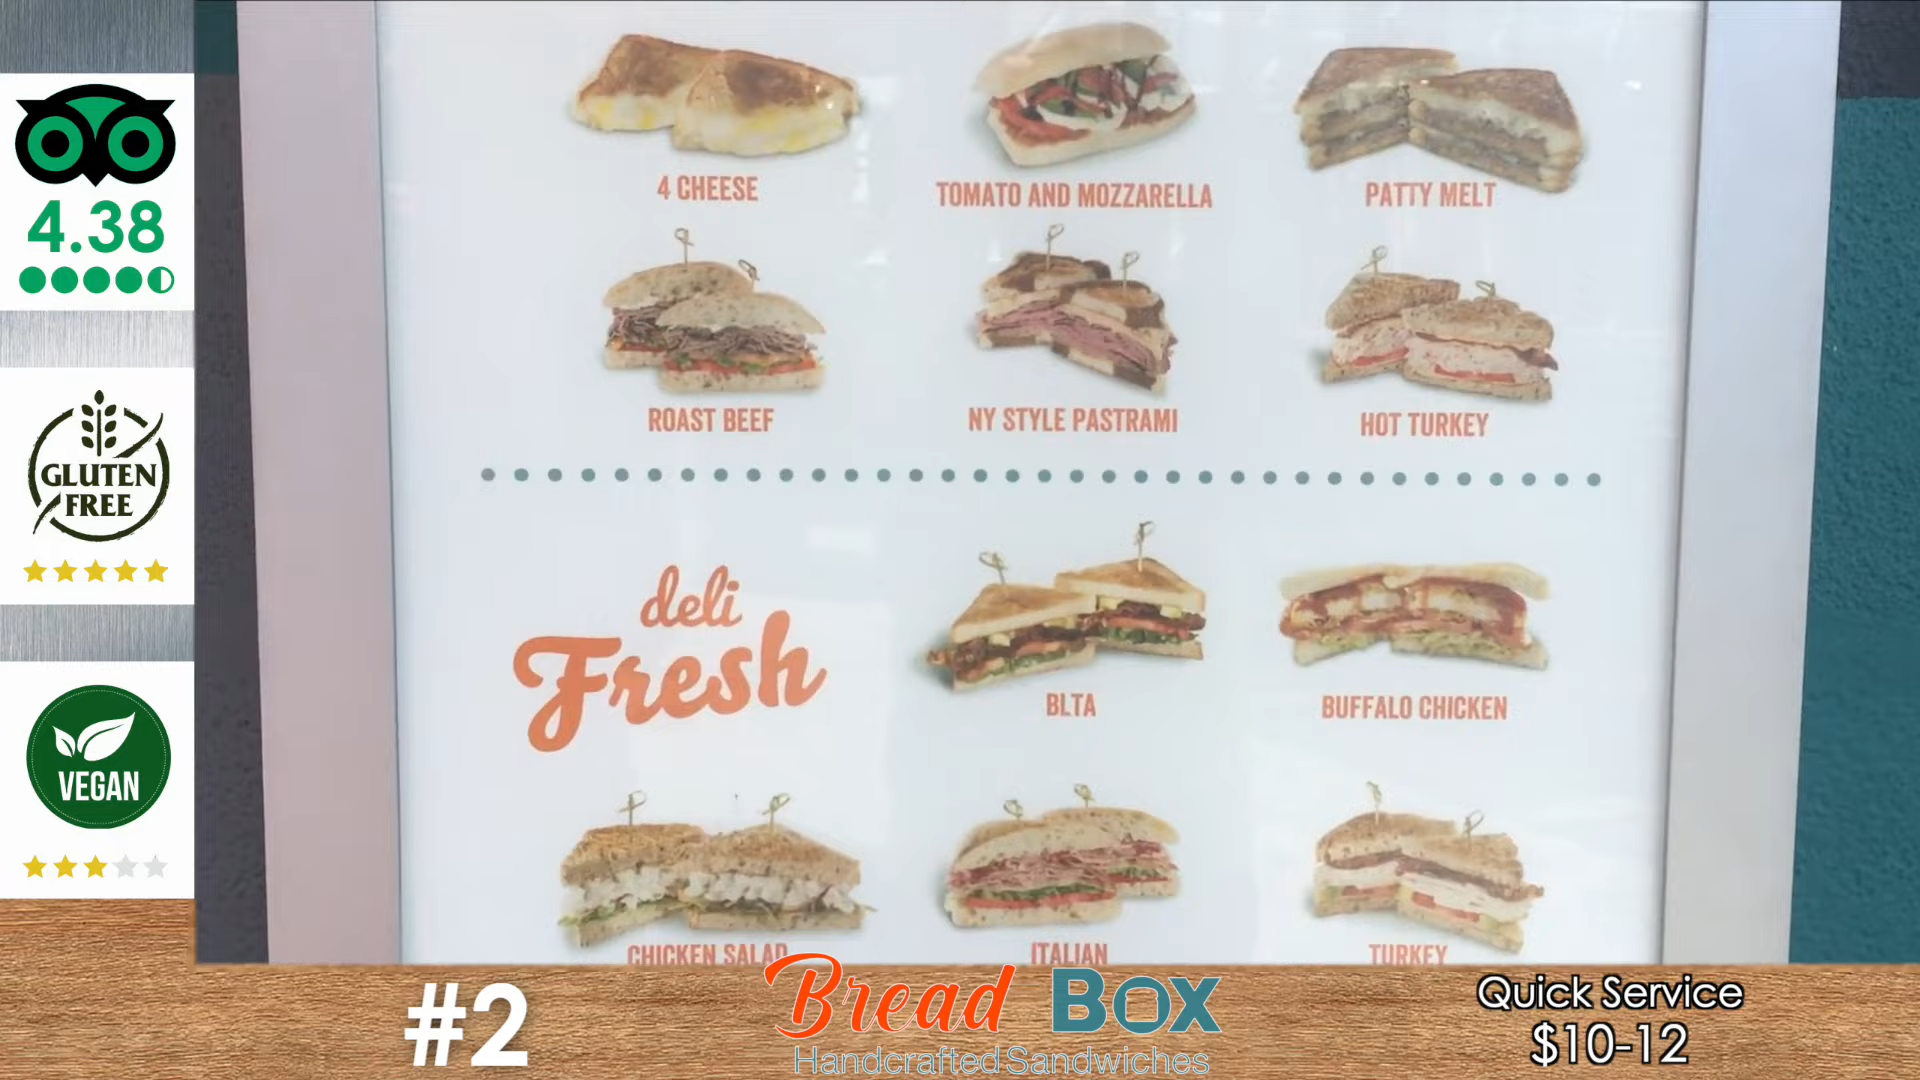 4.38
GLUTEN
FREE
VEGAN
4 CHEESE
TOMATO AND MOZZARELLA
PATTY MELT
ROAST BEEF
NY STYLE PASTRAMI
HOT TURKEY
deli
Fresh
BLTA
BUFFALO CHICKEN
CHICKEN SALAD
ITALIAN
TURKEY
#2
Bread BOX
Handcrafted Sandwiches
Quick Service
$10-12